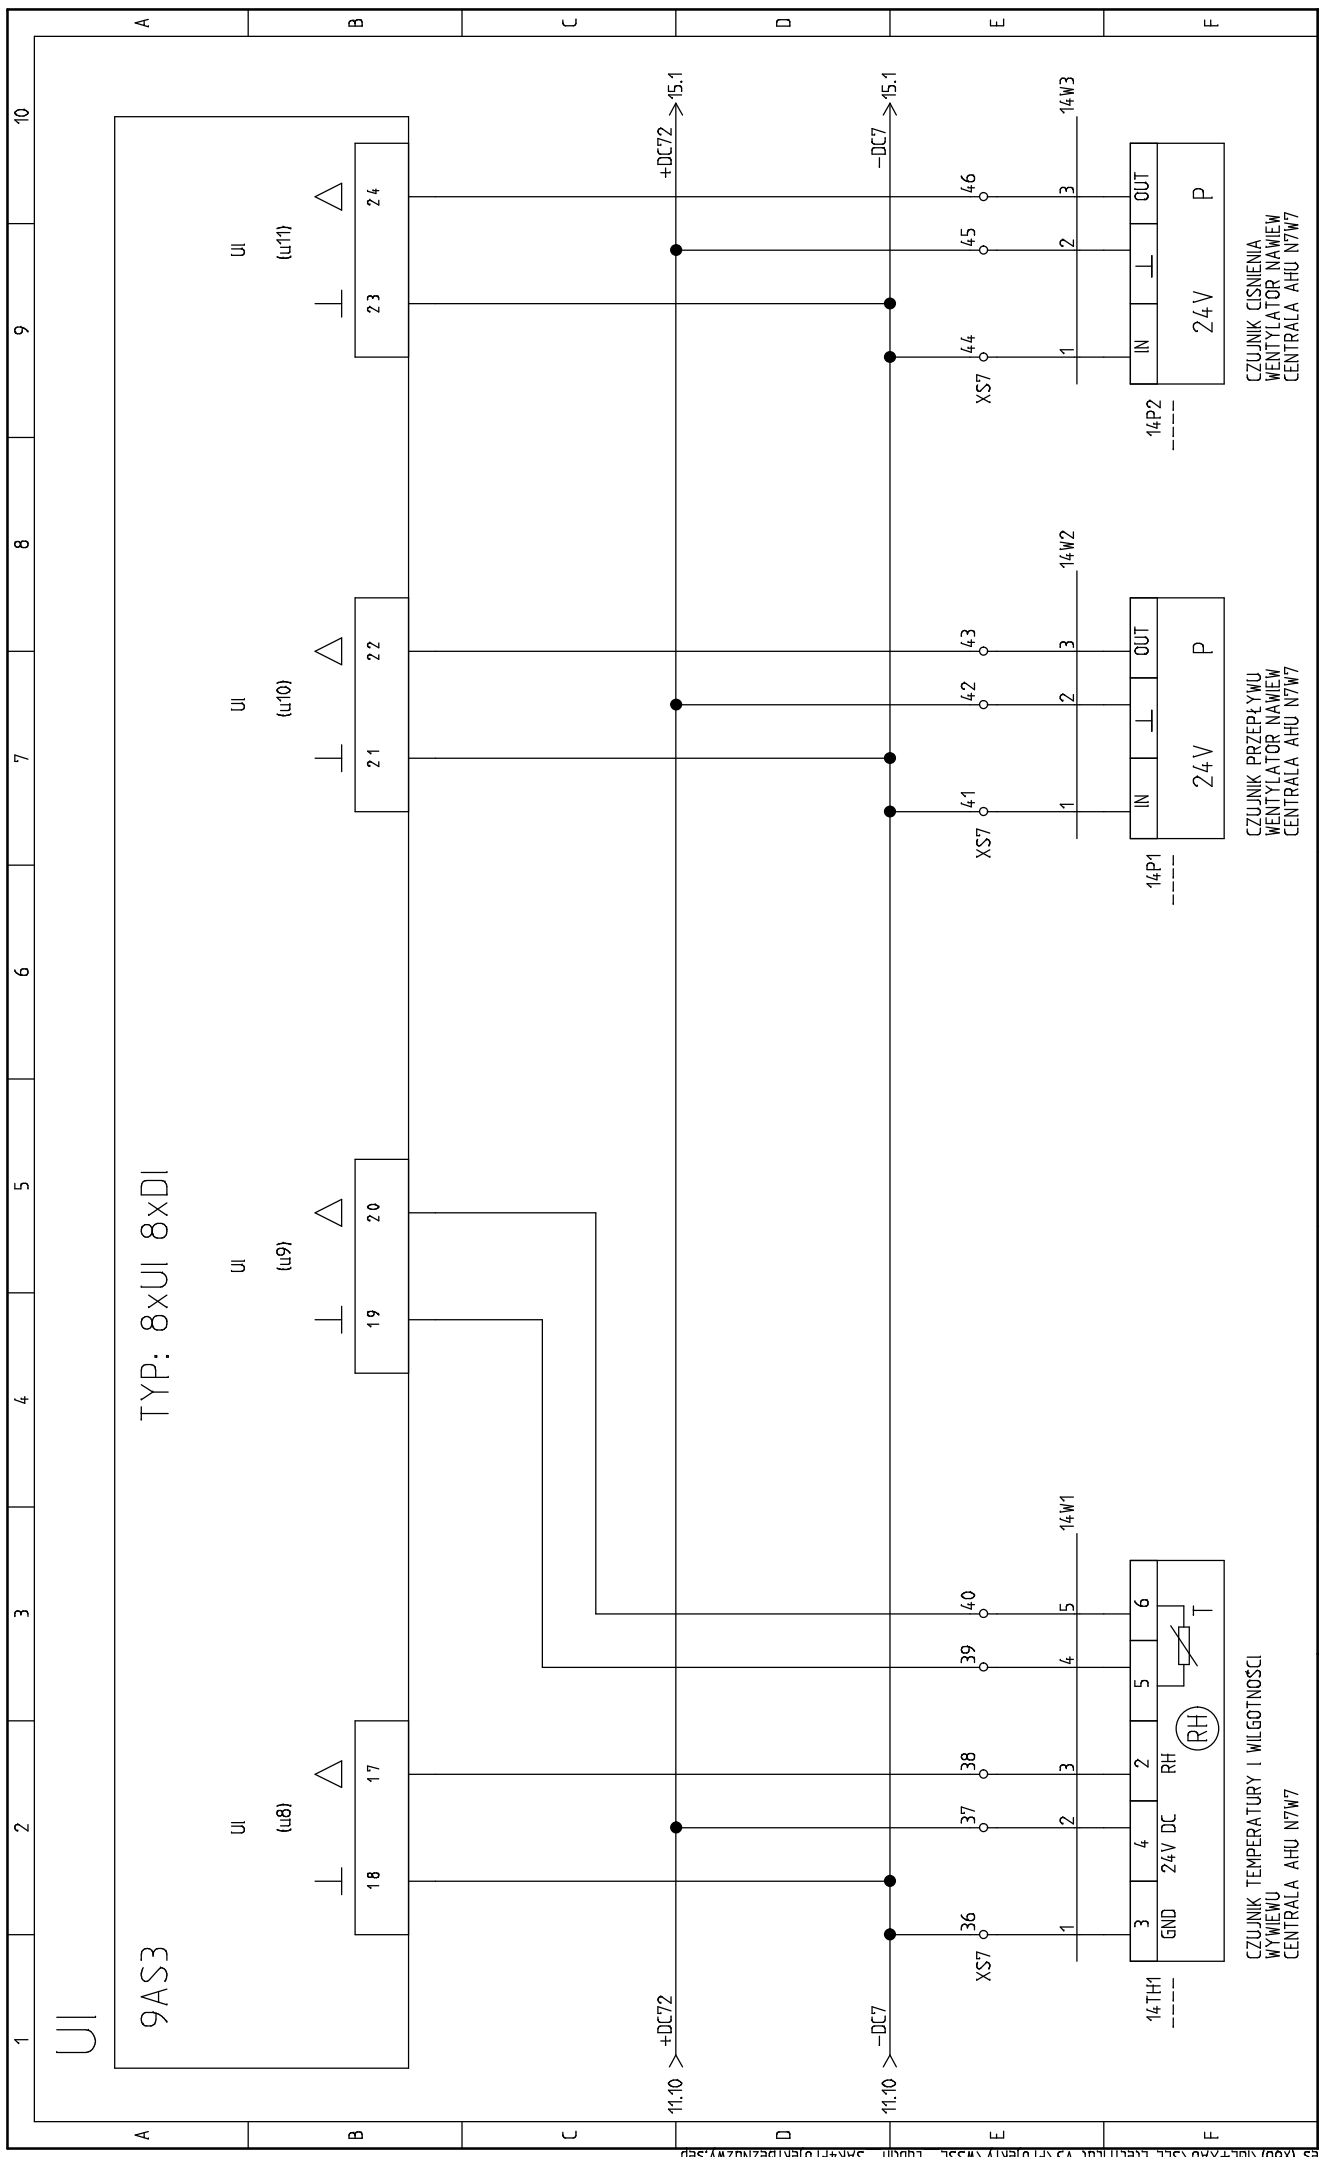 1 2 3 4 5 6 7 8 9 10
A A
UI
9AS3
TYP: 8xUI 8xDI
B B
UI UI UI UI
(u8) (u9) (u10) (u11)
18 17 19 20 21 22 23 24
C C
11.10 +DC72 +DC72 15.1
D D
11.10 -DC7 -DC7 15.1
E E
XS7 36 37 38 39 40 XS7 41 42 43 XS7 44 45 46
1 2 3 4 5 14W1 1 2 3 14W2 1 2 3 14W3
14TH1 3 4 2 5 6 14P1 IN OUT 14P2 IN OUT
---- ---- ----
GND 24V DC RH
RH T 24V P 24V P
F F
CZUJNIK TEMPERATURY I WILGOTNOŚCI
WYWIEWU
CENTRALA AHU N7W7
CZUJNIK PRZEPŁYWU
WENTYLATOR NAWIEW
CENTRALA AHU N7W7
CZUJNIK CIŚNIENIA
WENTYLATOR NAWIEW
CENTRALA AHU N7W7